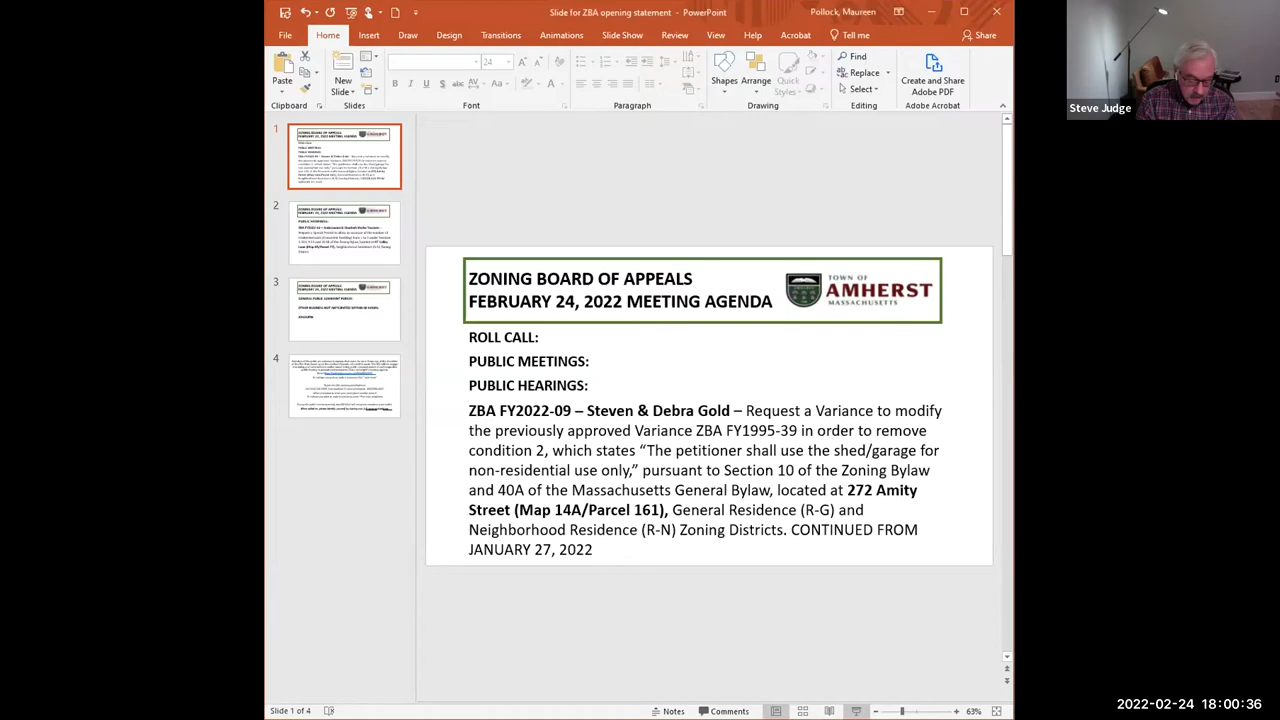 Slide for ZBA opening statement - PowerPoint
Pollock, Maureen
File Home Insert Draw Design Transitions Animations Slide Show Review View Help Acrobat Tell me Share
Paste
New
Slide
24
B I U S
Aa
A
Shapes Arrange Quick
Styles
Find
Replace
Select
Create and Share
Adobe PDF
Clipboard Slides Font Paragraph Drawing Editing Adobe Acrobat
1
2
3
4
ZONING BOARD OF APPEALS
FEBRUARY 24, 2022 MEETING AGENDA
TOWN OF
AMHERST
MASSACHUSETTS
ROLL CALL:
PUBLIC MEETINGS:
PUBLIC HEARINGS:
ZBA FY2022-09 – Steven & Debra Gold – Request a Variance to modify
the previously approved Variance ZBA FY1995-39 in order to remove
condition 2, which states “The petitioner shall use the shed/garage for
non-residential use only,” pursuant to Section 10 of the Zoning Bylaw
and 40A of the Massachusetts General Bylaw, located at 272 Amity
Street (Map 14A/Parcel 161), General Residence (R-G) and
Neighborhood Residence (R-N) Zoning Districts. CONTINUED FROM
JANUARY 27, 2022
Slide 1 of 4
Notes
Comments
63%
Steve Judge
2022-02-24 18:00:36